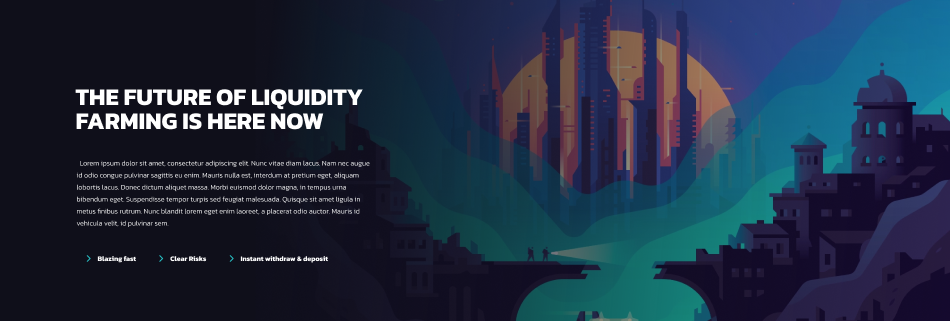 THE FUTURE OF LIQUIDITY
FARMING IS HERE NOW
Lorem ipsum dolor sit amet, consectetur adipiscing elit. Nunc vitae diam lacus. Nam nec augue
id odio congue pulvinar sagittis eu enim. Mauris nulla est, interdum at pretium eget, aliquam
lobortis lacus. Donec dictum aliquet massa. Morbi euismod dolor magna, in tempus urna
bibendum eget. Suspendisse tempor turpis sed feugiat malesuada. Quisque sit amet ligula in
metus finibus rutrum. Nunc blandit lorem eget enim laoreet, a placerat odio auctor. Mauris id
vehicula velit, id pulvinar sem.
Blazing fast Clear Risks Instant withdraw & deposit